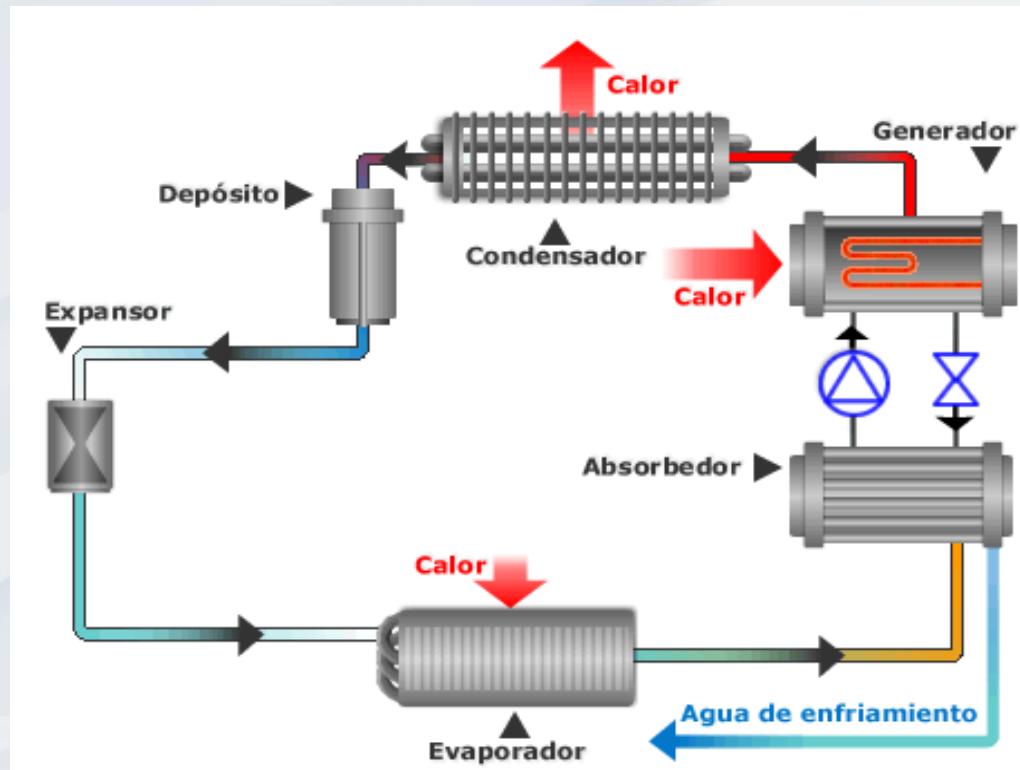 Calor
Generador
Depósito
Condensador
Calor
Expansor
Absorbedor
Calor
Agua de enfriamiento
Evaporador